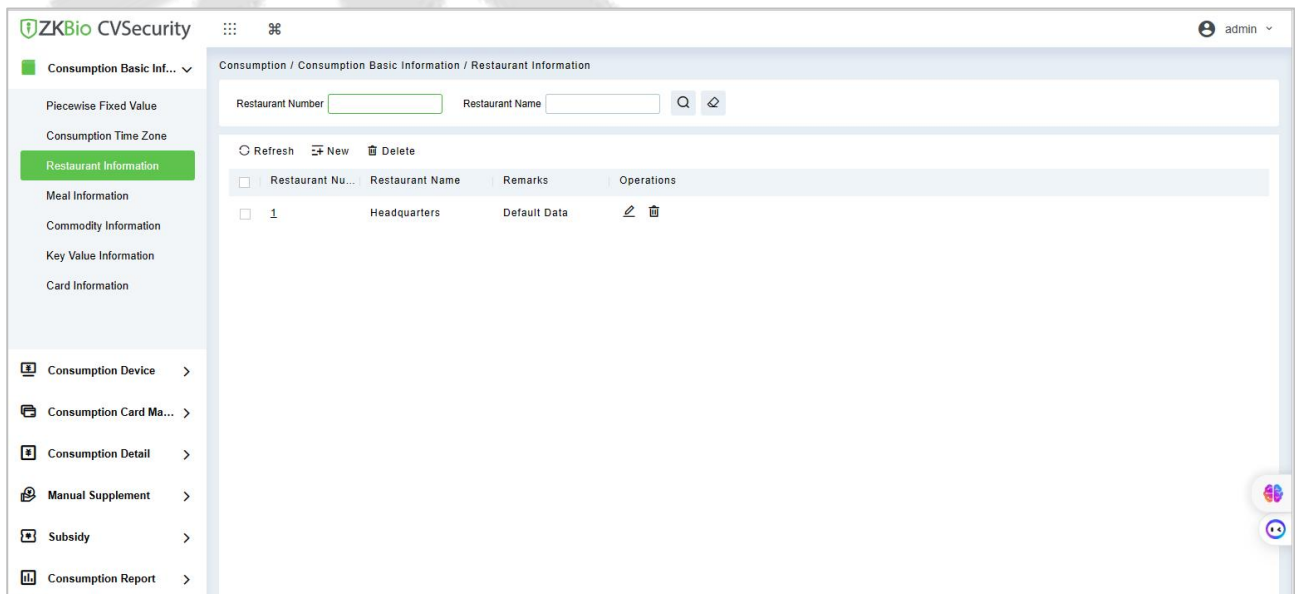 ZKBio CVSecurity
admin
Consumption Basic Inf...
Piecewise Fixed Value
Consumption Time Zone
Restaurant Information
Meal Information
Commodity Information
Key Value Information
Card Information
Consumption Device
Consumption Card Ma...
Consumption Detail
Manual Supplement
Subsidy
Consumption Report
Consumption / Consumption Basic Information / Restaurant Information
Restaurant Number Restaurant Name
Refresh New Delete
Restaurant Nu... Restaurant Name Remarks Operations
1 Headquarters Default Data